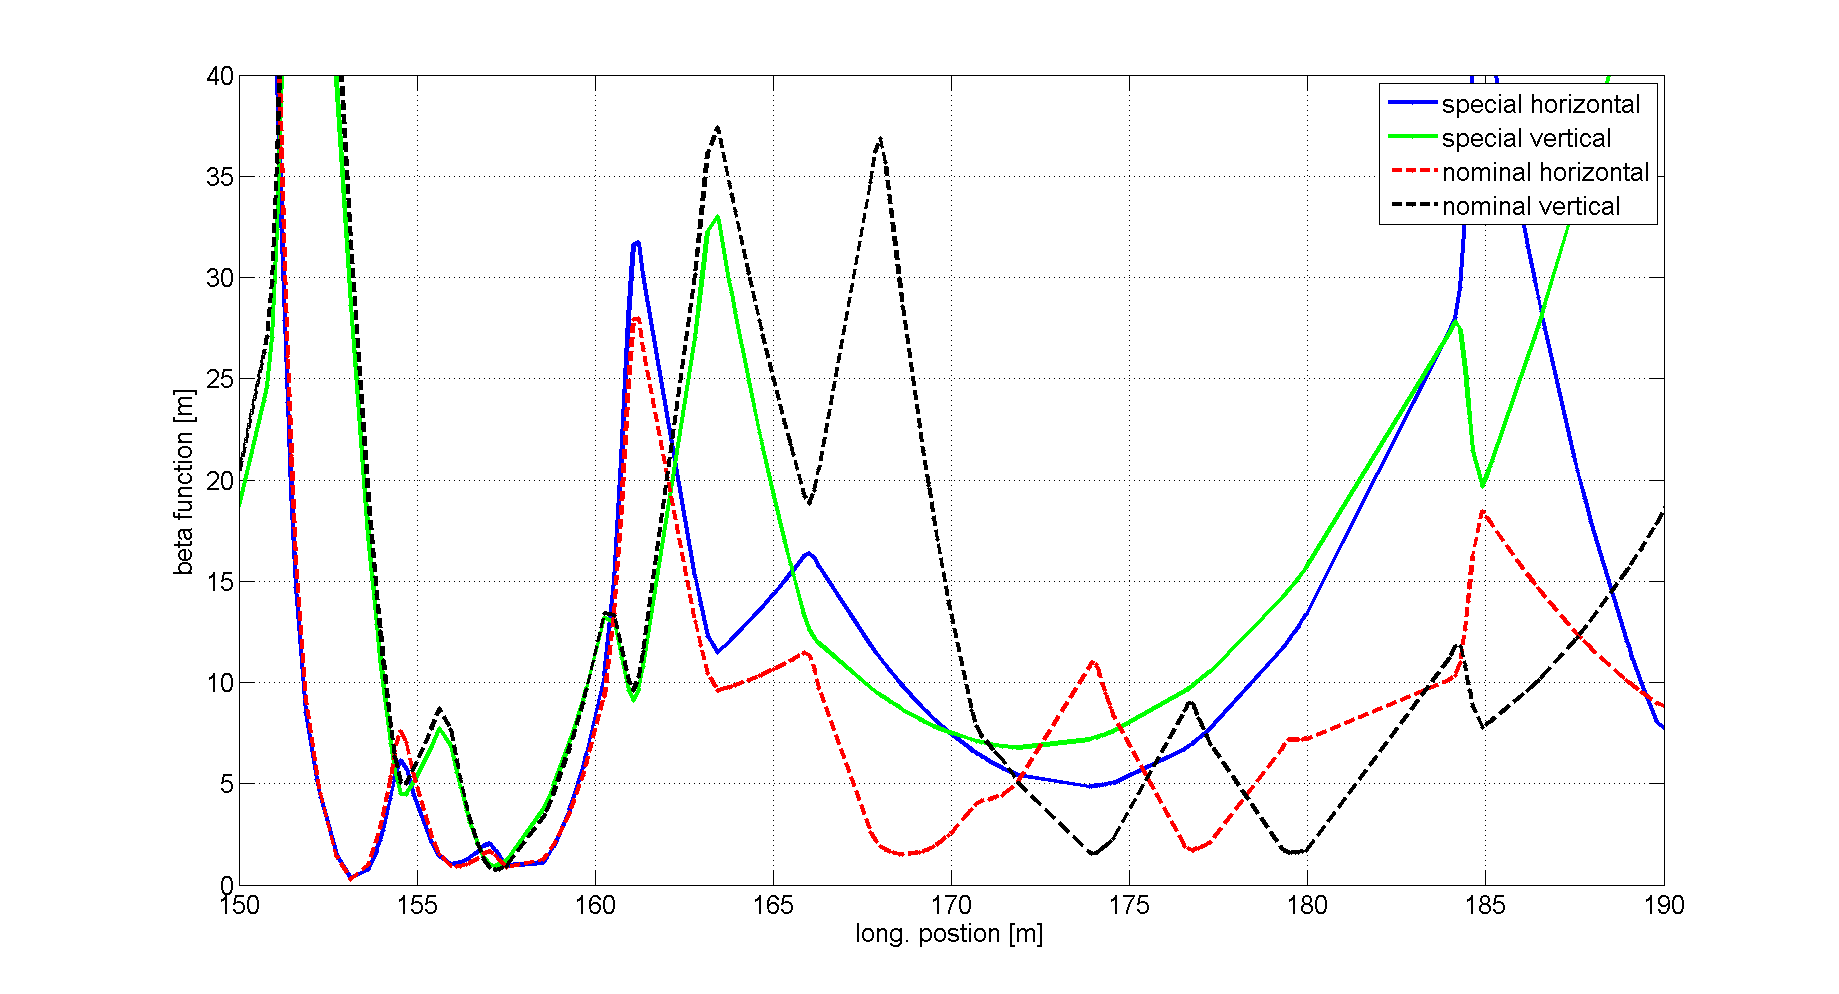 40
35
30
25
20
15
10
5
0
beta function [m]
150 155 160 165 170 175 180 185 190
long. postion [m]
special horizontal
special vertical
nominal horizontal
nominal vertical